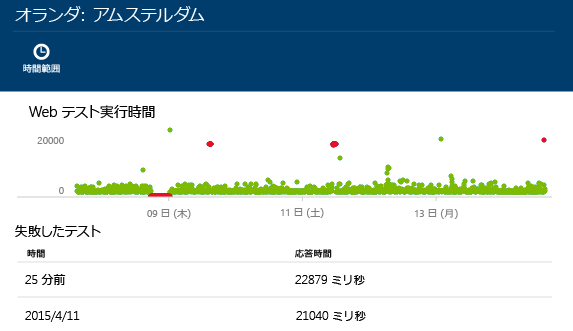 オランダ: アムステルダム
時間範囲
Web テスト実行時間
20000
0
09 日 (木) 11 日 (土) 13 日 (月)
失敗したテスト
時間 応答時間
25 分前 22879 ミリ秒
2015/4/11 21040 ミリ秒